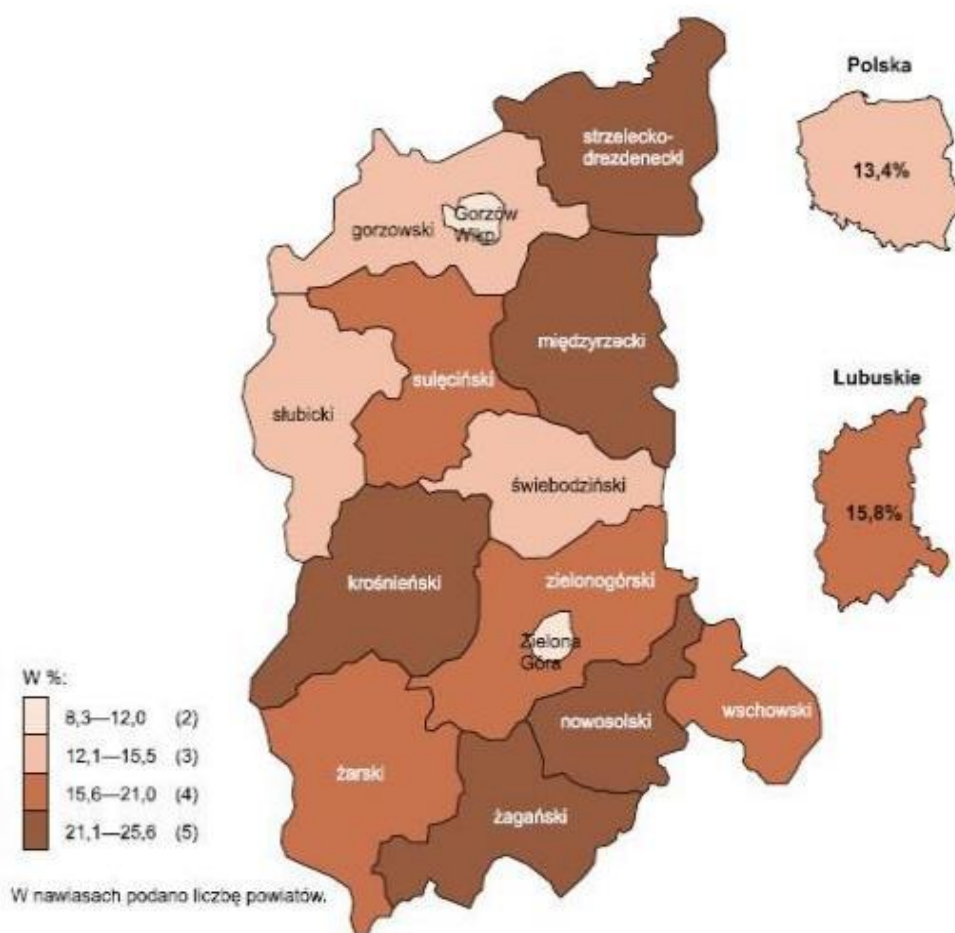 Polska
13,4%
strzelecko-
drezdenecki
Gorzów
Wlkp.
gorzowski
międzyrzecki
sulęciński
słubicki
Lubuskie
15,8%
świebodziński
krośnieński
zielonogórski
Zielona
Góra
nowosolski
wschowski
żarski
żagański
W %:
8,3—12,0 (2)
12,1—15,5 (3)
15,6—21,0 (4)
21,1—25,6 (5)
W nawiasach podano liczbę powiatów.